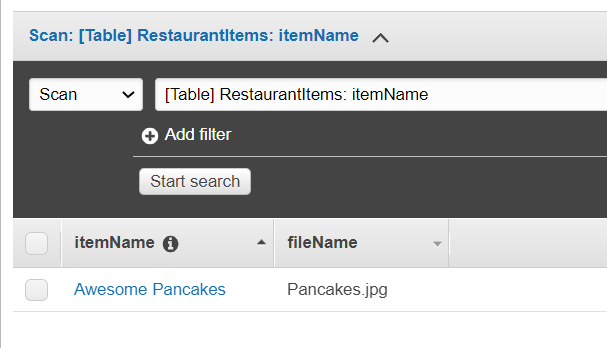 Scan: [Table] RestaurantItems: itemName
Scan [Table] RestaurantItems: itemName
Add filter
Start search
itemName fileName
Awesome Pancakes Pancakes.jpg